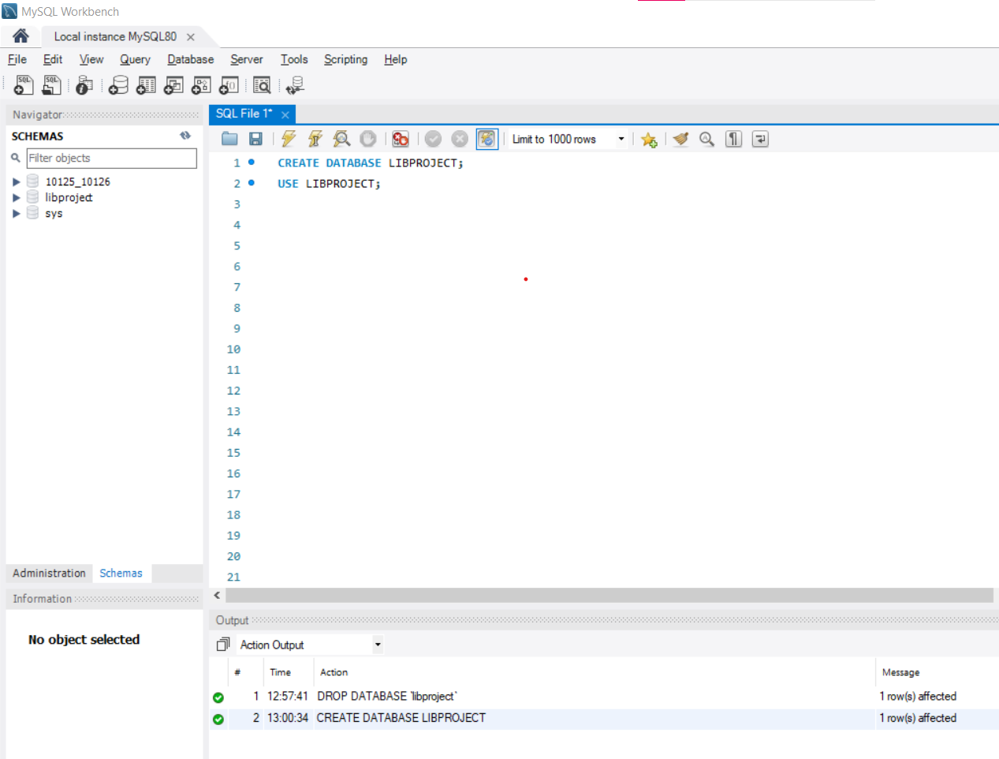 MySQL Workbench
Local instance MySQL80
File Edit View Query Database Server Tools Scripting Help
Navigator
SCHEMAS
Filter objects
10125_10126
libproject
sys
Administration Schemas
Information
No object selected
SQL File 1*
Limit to 1000 rows
1 CREATE DATABASE LIBPROJECT;
2 USE LIBPROJECT;
3
4
5
6
7
8
9
10
11
12
13
14
15
16
17
18
19
20
21
Output
Action Output
# Time Action Message
1 12:57:41 DROP DATABASE `libproject` 1 row(s) affected
2 13:00:34 CREATE DATABASE LIBPROJECT 1 row(s) affected